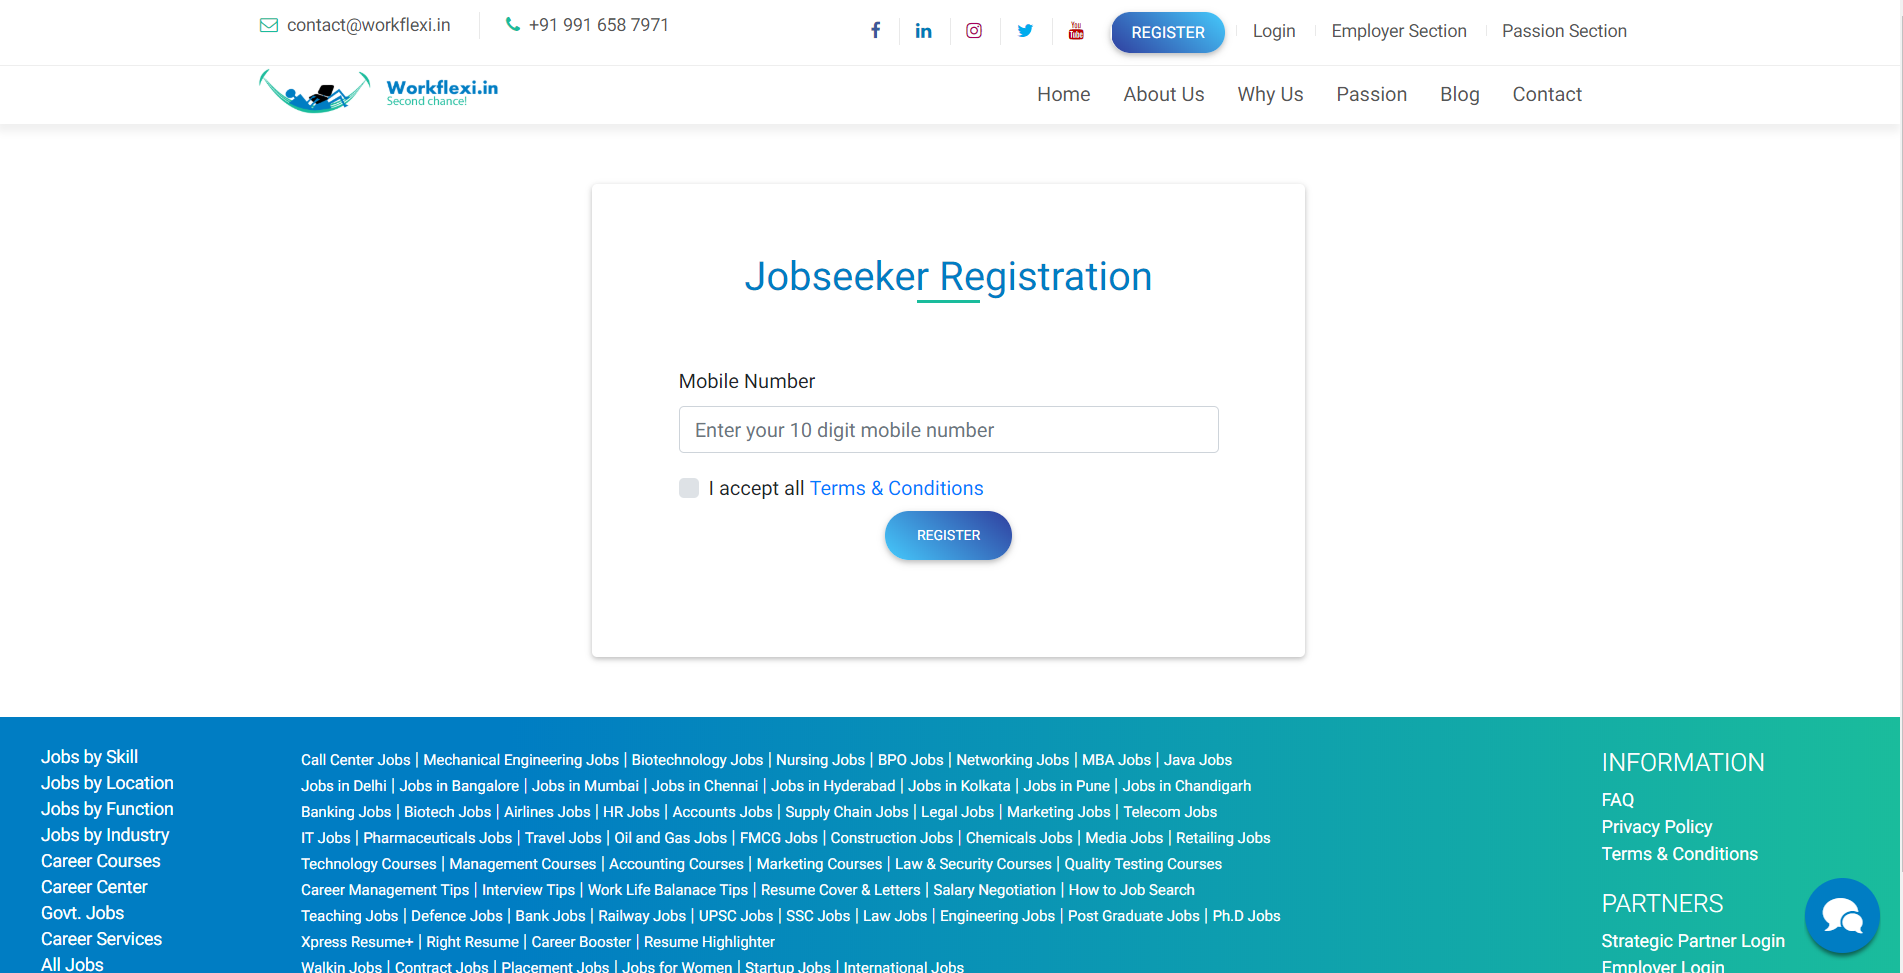 contact@workflexi.in
+91 991 658 7971
REGISTER
Login
Employer Section
Passion Section
Workflexi.in
Second chance!
Home
About Us
Why Us
Passion
Blog
Contact
Jobseeker Registration
Mobile Number
Enter your 10 digit mobile number
I accept all Terms & Conditions
REGISTER
Jobs by Skill
Jobs by Location
Jobs by Function
Jobs by Industry
Career Courses
Career Center
Govt. Jobs
Career Services
All Jobs
Call Center Jobs | Mechanical Engineering Jobs | Biotechnology Jobs | Nursing Jobs | BPO Jobs | Networking Jobs | MBA Jobs | Java Jobs
Jobs in Delhi | Jobs in Bangalore | Jobs in Mumbai | Jobs in Chennai | Jobs in Hyderabad | Jobs in Kolkata | Jobs in Pune | Jobs in Chandigarh
Banking Jobs | Biotech Jobs | Airlines Jobs | HR Jobs | Accounts Jobs | Supply Chain Jobs | Legal Jobs | Marketing Jobs | Telecom Jobs
IT Jobs | Pharmaceuticals Jobs | Travel Jobs | Oil and Gas Jobs | FMCG Jobs | Construction Jobs | Chemicals Jobs | Media Jobs | Retailing Jobs
Technology Courses | Management Courses | Accounting Courses | Marketing Courses | Law & Security Courses | Quality Testing Courses
Career Management Tips | Interview Tips | Work Life Balanace Tips | Resume Cover & Letters | Salary Negotiation | How to Job Search
Teaching Jobs | Defence Jobs | Bank Jobs | Railway Jobs | UPSC Jobs | SSC Jobs | Law Jobs | Engineering Jobs | Post Graduate Jobs | Ph.D Jobs
Xpress Resume+ | Right Resume | Career Booster | Resume Highlighter
Walkin Jobs | Contract Jobs | Placement Jobs | Jobs for Women | Startup Jobs | International Jobs
INFORMATION
FAQ
Privacy Policy
Terms & Conditions
PARTNERS
Strategic Partner Login
Employer Login